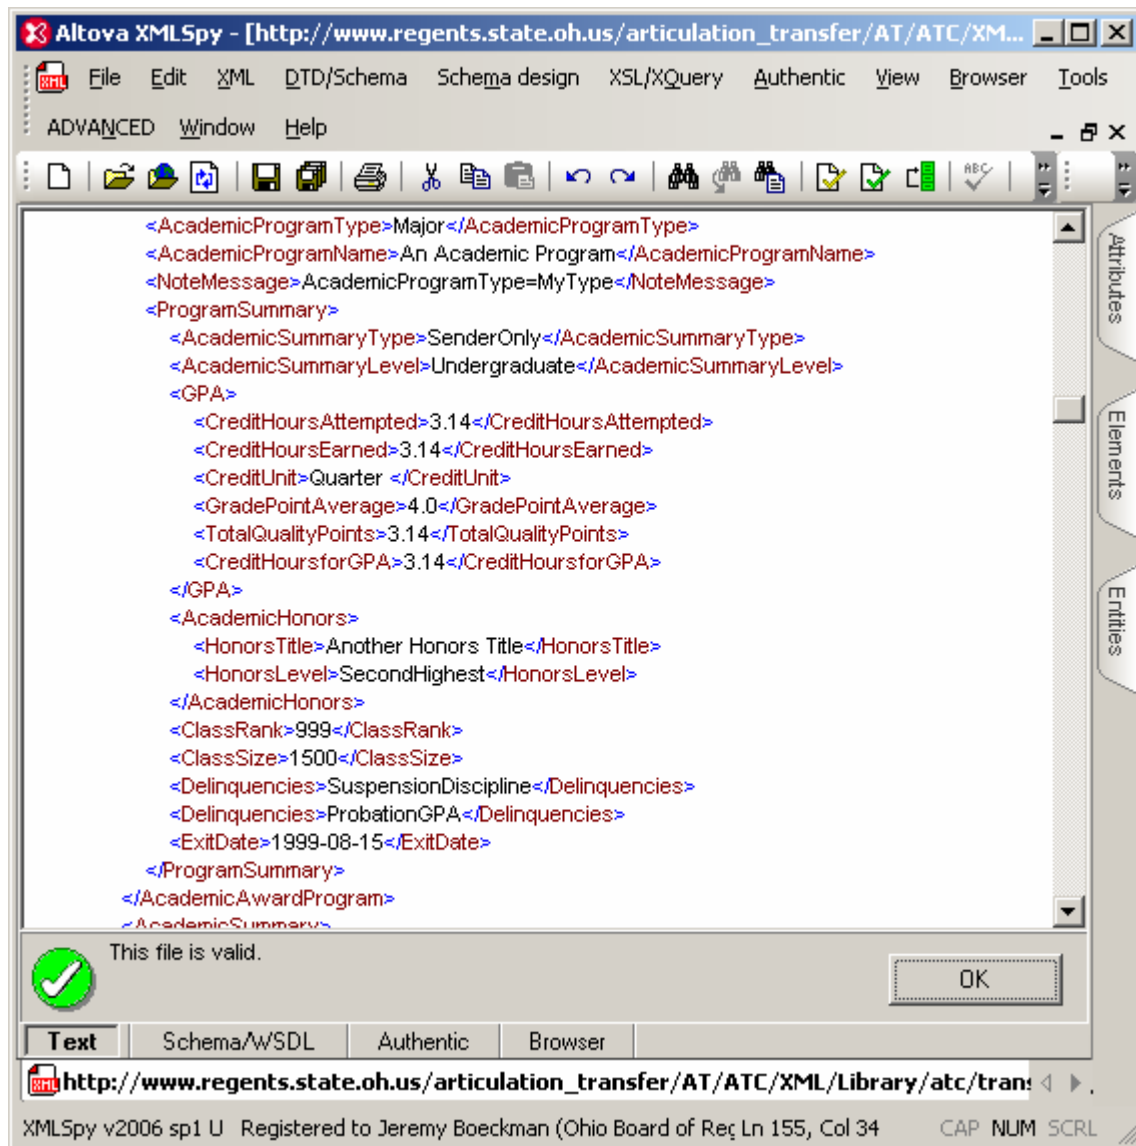 Altova XMLSpy - [http://www.regents.state.oh.us/articulation_transfer/AT/ATC/XM...
File Edit XML DTD/Schema Schema design XSL/XQuery Authentic View Browser Tools
ADVANCED Window Help
<AcademicProgramType>Major</AcademicProgramType>
<AcademicProgramName>An Academic Program</AcademicProgramName>
<NoteMessage>AcademicProgramType=MyType</NoteMessage>
<ProgramSummary>
<AcademicSummaryType>SenderOnly</AcademicSummaryType>
<AcademicSummaryLevel>Undergraduate</AcademicSummaryLevel>
<GPA>
<CreditHoursAttempted>3.14</CreditHoursAttempted>
<CreditHoursEarned>3.14</CreditHoursEarned>
<CreditUnit>Quarter </CreditUnit>
<GradePointAverage>4.0</GradePointAverage>
<TotalQualityPoints>3.14</TotalQualityPoints>
<CreditHoursforGPA>3.14</CreditHoursforGPA>
</GPA>
<AcademicHonors>
<HonorsTitle>Another Honors Title</HonorsTitle>
<HonorsLevel>SecondHighest</HonorsLevel>
</AcademicHonors>
<ClassRank>999</ClassRank>
<ClassSize>1500</ClassSize>
<Delinquencies>SuspensionDiscipline</Delinquencies>
<Delinquencies>ProbationGPA</Delinquencies>
<ExitDate>1999-08-15</ExitDate>
</ProgramSummary>
</AcademicAwardProgram>
<AcademicSummary>
Attributes
Elements
Entities
This file is valid.
OK
Text Schema/WSDL Authentic Browser
http://www.regents.state.oh.us/articulation_transfer/AT/ATC/XML/Library/atc/trans
XMLSpy v2006 sp1 U Registered to Jeremy Boeckman (Ohio Board of Reg Ln 155, Col 34 CAP NUM SCRL